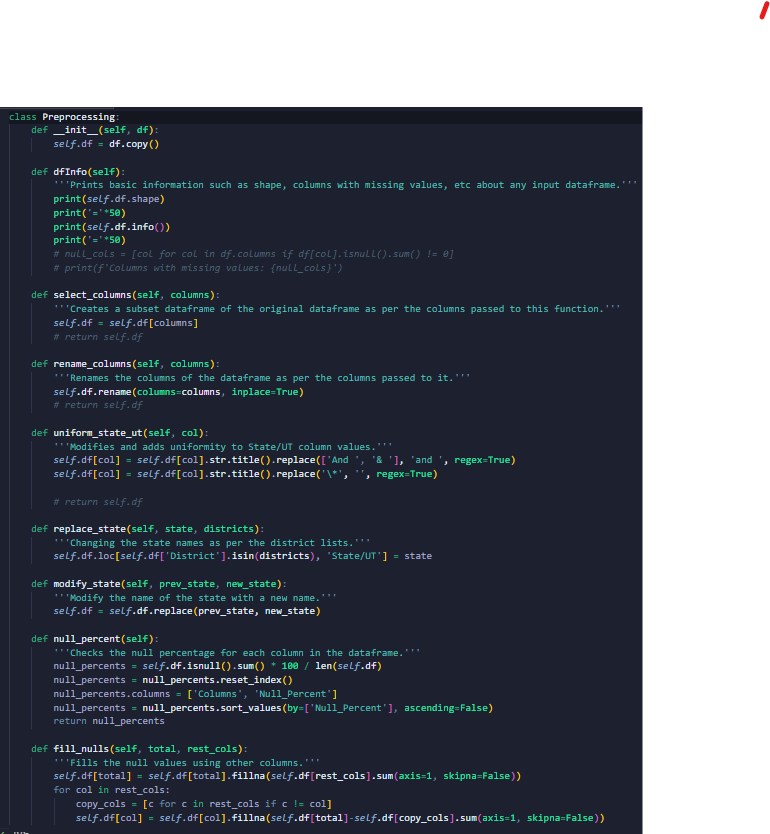 class Preprocessing:
    def __init__(self, df):
        self.df = df.copy()

    def dfInfo(self):
        '''Prints basic information such as shape, columns with missing values, etc about any input dataframe.'''
        print(self.df.shape)
        print('='*50)
        print(self.df.info())
        print('='*50)
        # null_cols = [col for col in df.columns if df[col].isnull().sum() != 0]
        # print(f'Columns with missing values: {null_cols}')

    def select_columns(self, columns):
        '''Creates a subset dataframe of the original dataframe as per the columns passed to this function.'''
        self.df = self.df[columns]
        # return self.df

    def rename_columns(self, columns):
        '''Renames the columns of the dataframe as per the columns passed to it.'''
        self.df.rename(columns=columns, inplace=True)
        # return self.df

    def uniform_state_ut(self, col):
        '''Modifies and adds uniformity to State/UT column values.'''
        self.df[col] = self.df[col].str.title().replace(['And ', '& '], 'and ', regex=True)
        self.df[col] = self.df[col].str.title().replace('\*', '', regex=True)

        # return self.df

    def replace_state(self, state, districts):
        '''Changing the state names as per the district lists.'''
        self.df.loc[self.df['District'].isin(districts), 'State/UT'] = state

    def modify_state(self, prev_state, new_state):
        '''Modify the name of the state with a new name.'''
        self.df = self.df.replace(prev_state, new_state)

    def null_percent(self):
        '''Checks the null percentage for each column in the dataframe.'''
        null_percents = self.df.isnull().sum() * 100 / len(self.df)
        null_percents = null_percents.reset_index()
        null_percents.columns = ['Columns', 'Null_Percent']
        null_percents = null_percents.sort_values(by=['Null_Percent'], ascending=False)
        return null_percents

    def fill_nulls(self, total, rest_cols):
        '''Fills the null values using other columns.'''
        self.df[total] = self.df[total].fillna(self.df[rest_cols].sum(axis=1, skipna=False))
        for col in rest_cols:
            copy_cols = [c for c in rest_cols if c != col]
            self.df[col] = self.df[col].fillna(self.df[total]-self.df[copy_cols].sum(axis=1, skipna=False))